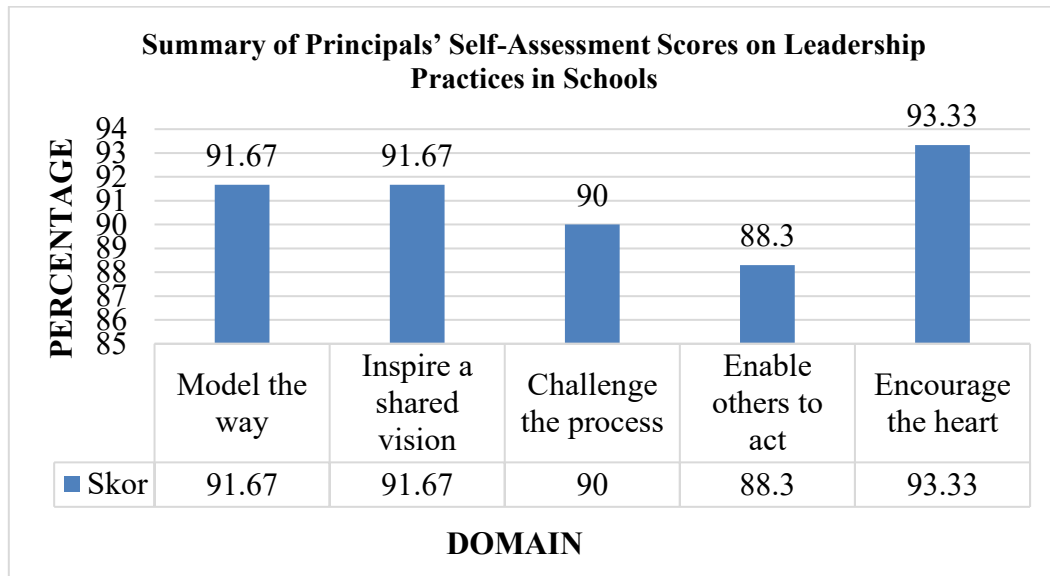 Summary of Principals’ Self-Assessment Scores on Leadership
Practices in Schools
PERCENTAGE
94
93
92
91
90
89
88
87
86
85
91.67
91.67
90
88.3
93.33
Model the
way
Inspire a
shared
vision
Challenge
the process
Enable
others to
act
Encourage
the heart
Skor 91.67 91.67 90 88.3 93.33
DOMAIN